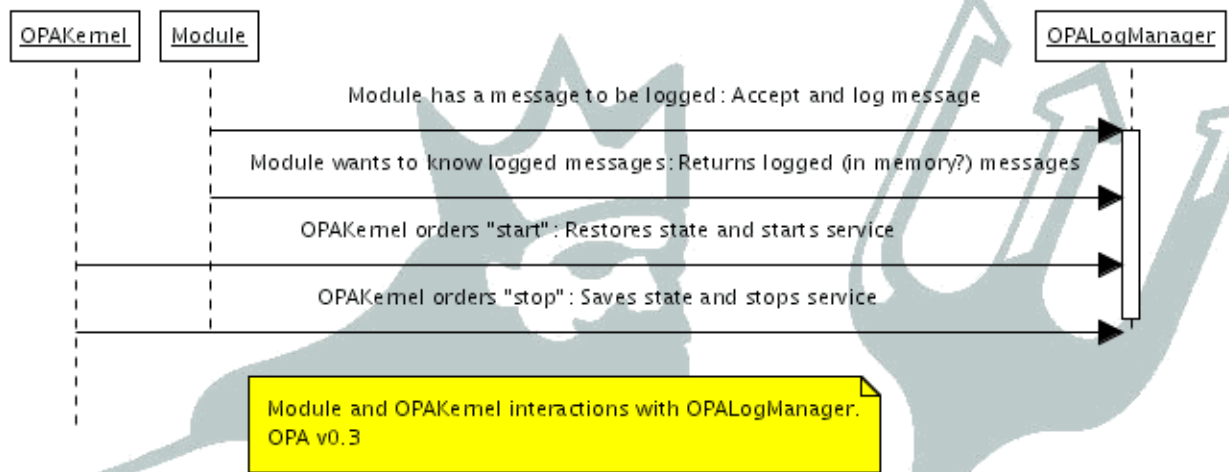 OPAKernel
Module
OPALogManager
Module has a message to be logged: Accept and log message
Module wants to know logged messages: Returns logged (in memory?) messages
OPAKernel orders "start": Restores state and starts service
OPAKernel orders "stop": Saves state and stops service
Module and OPAKernel interactions with OPALogManager.
OPA v0.3